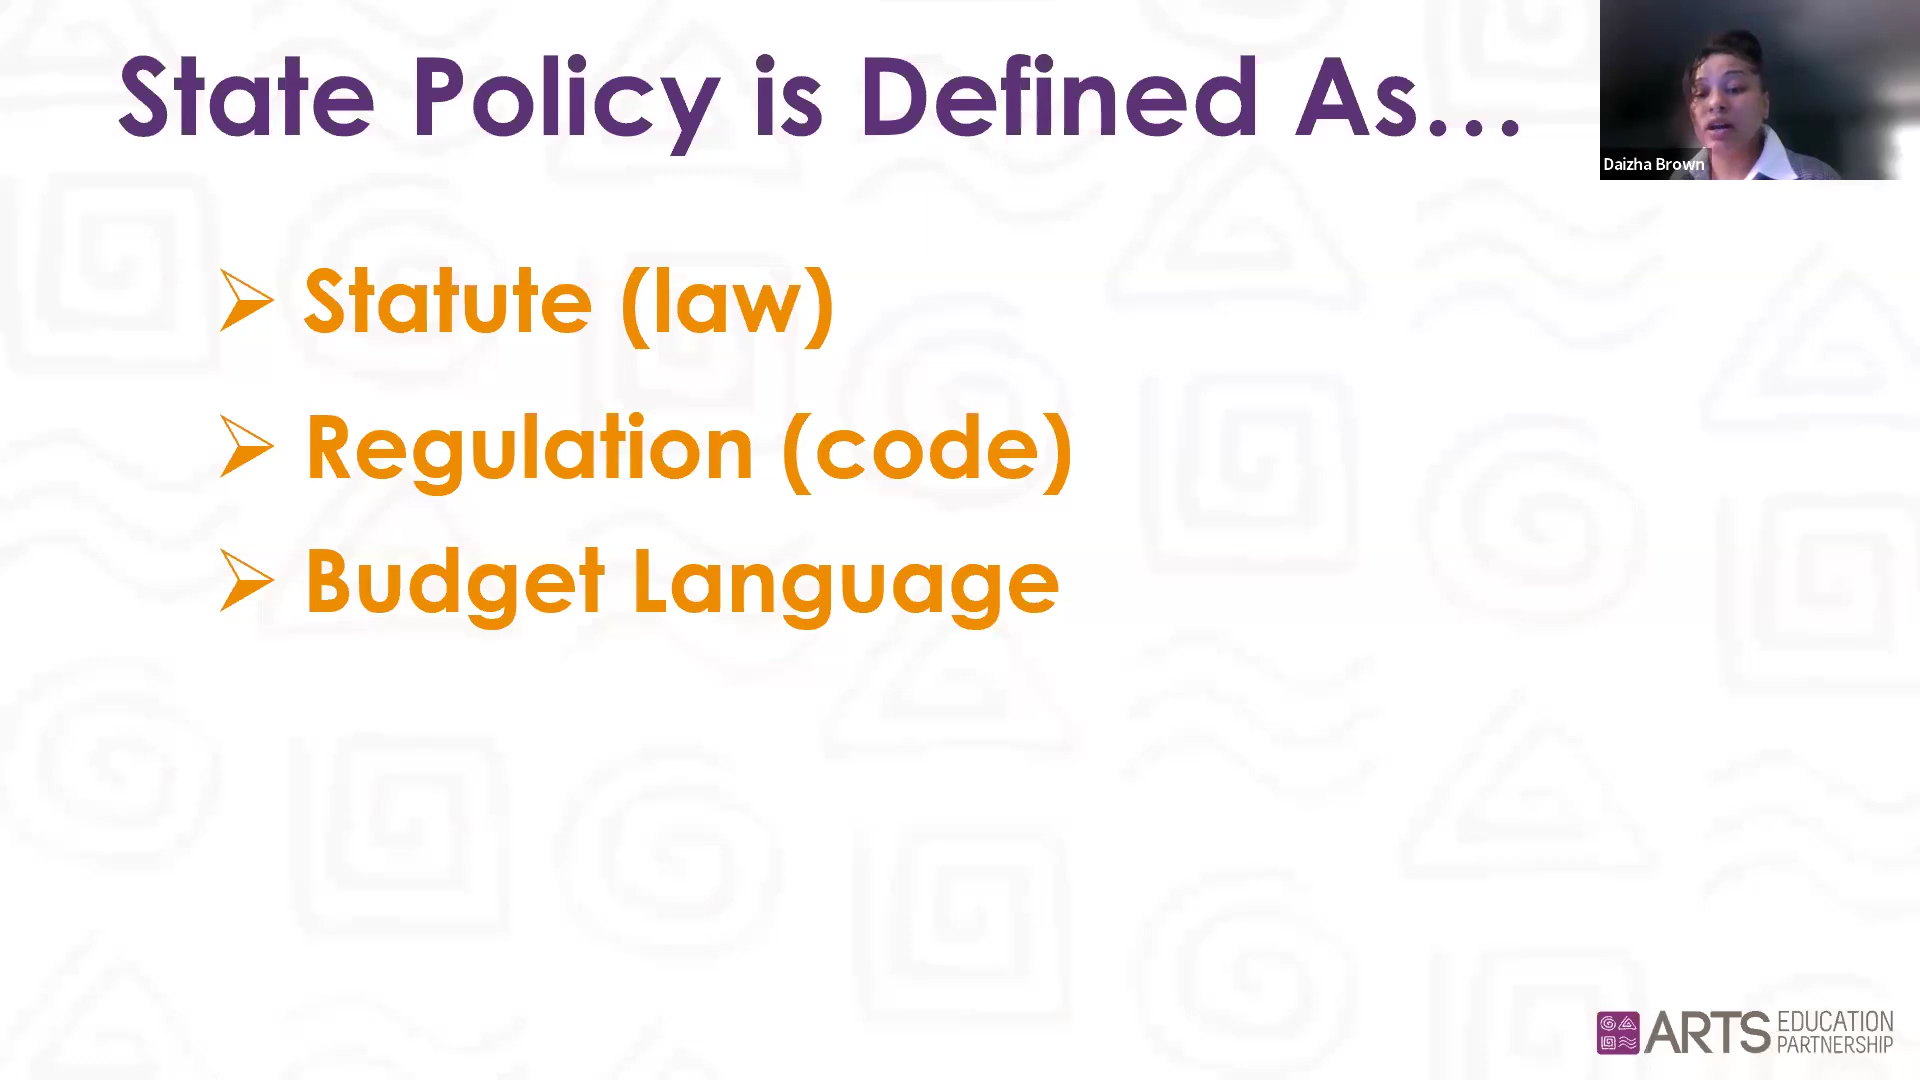 State Policy is Defined As…
Daizha Brown
Statute (law)
Regulation (code)
Budget Language
ARTS EDUCATION
PARTNERSHIP